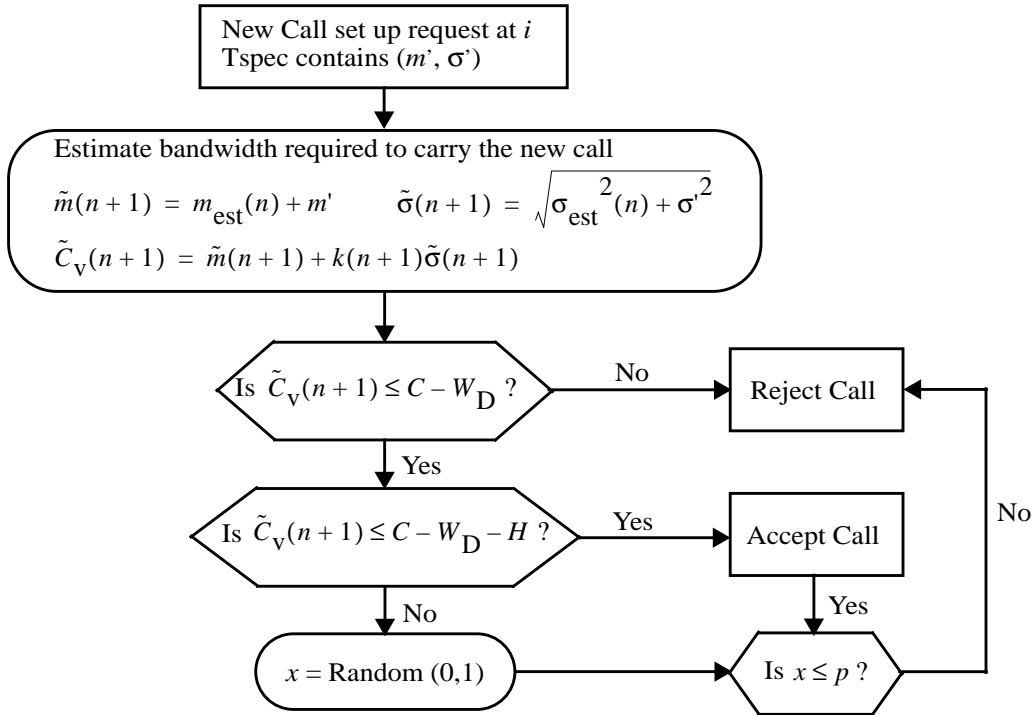 New Call set up request at i
Tspec contains (m’, σ’)
Estimate bandwidth required to carry the new call
m̃(n + 1) = m_est(n) + m'    σ̃(n + 1) = √(σ_est²(n) + σ'²)
C̃_v(n + 1) = m̃(n + 1) + k(n + 1)σ̃(n + 1)
Is C̃_v(n + 1) ≤ C – W_D ?
No
Reject Call
Yes
Is C̃_v(n + 1) ≤ C – W_D – H ?
Yes
Accept Call
No
No
Yes
x = Random (0,1)
Is x ≤ p ?